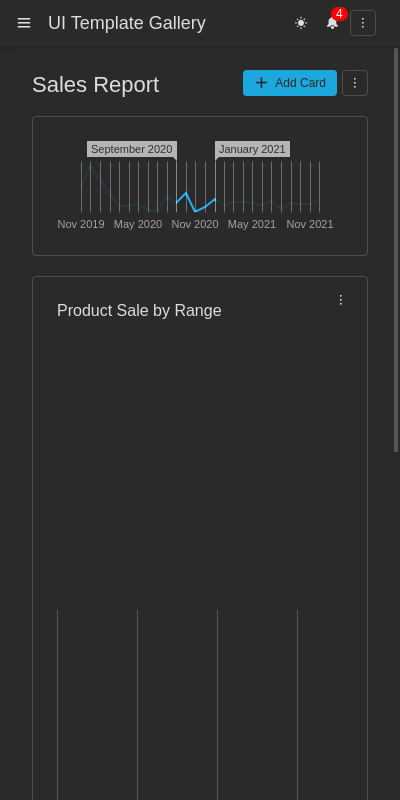 UI Template Gallery
4
Sales Report
Add Card
September 2020
January 2021
Nov 2019 May 2020 Nov 2020 May 2021 Nov 2021
Product Sale by Range